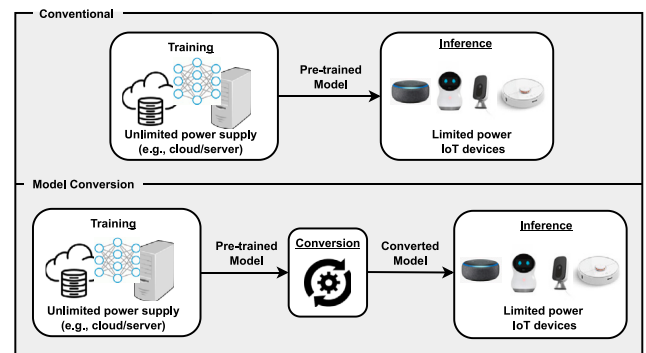 Conventional
Training
Unlimited power supply
(e.g., cloud/server)
Pre-trained
Model
Inference
Limited power
IoT devices
Model Conversion
Training
Unlimited power supply
(e.g., cloud/server)
Pre-trained
Model
Conversion
Converted
Model
Inference
Limited power
IoT devices